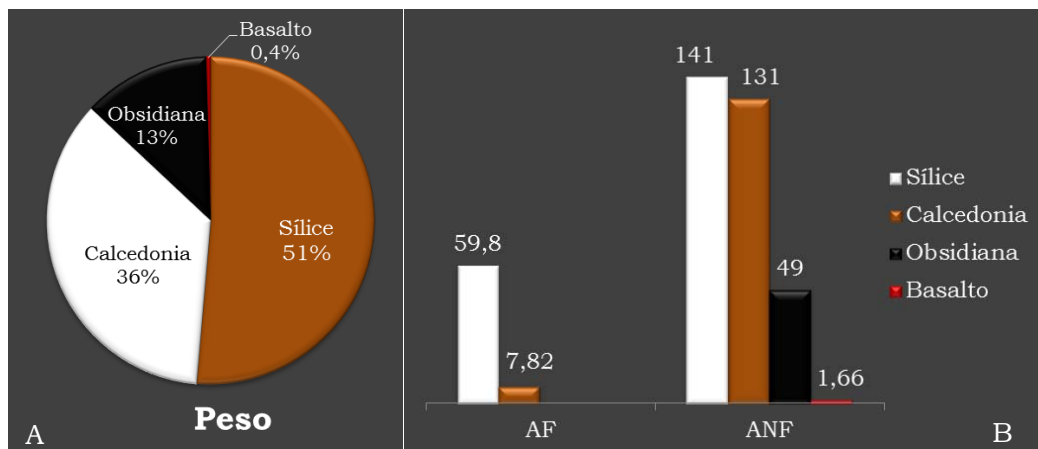 Basalto
0,4%
Obsidiana
13%
Sílice
51%
Calcedonia
36%
Peso
A
141
131
59,8
49
7,82
1,66
Sílice
Calcedonia
Obsidiana
Basalto
AF
ANF
B